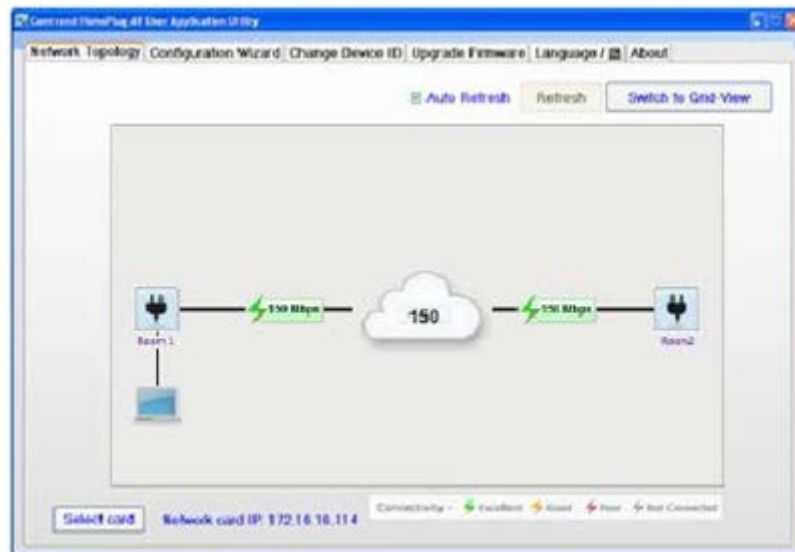 Comtrend HomePlug AV User Application Utility
Network Topology Configuration Wizard Change Device ID Upgrade Firmware Language / About
Auto Refresh Refresh Switch to Grid-View
150 Mbps 150 150 Mbps
Room 1 Room2
Connectivity - Excellent Good Poor Not Connected
Select card Network card IP: 172.16.16.114